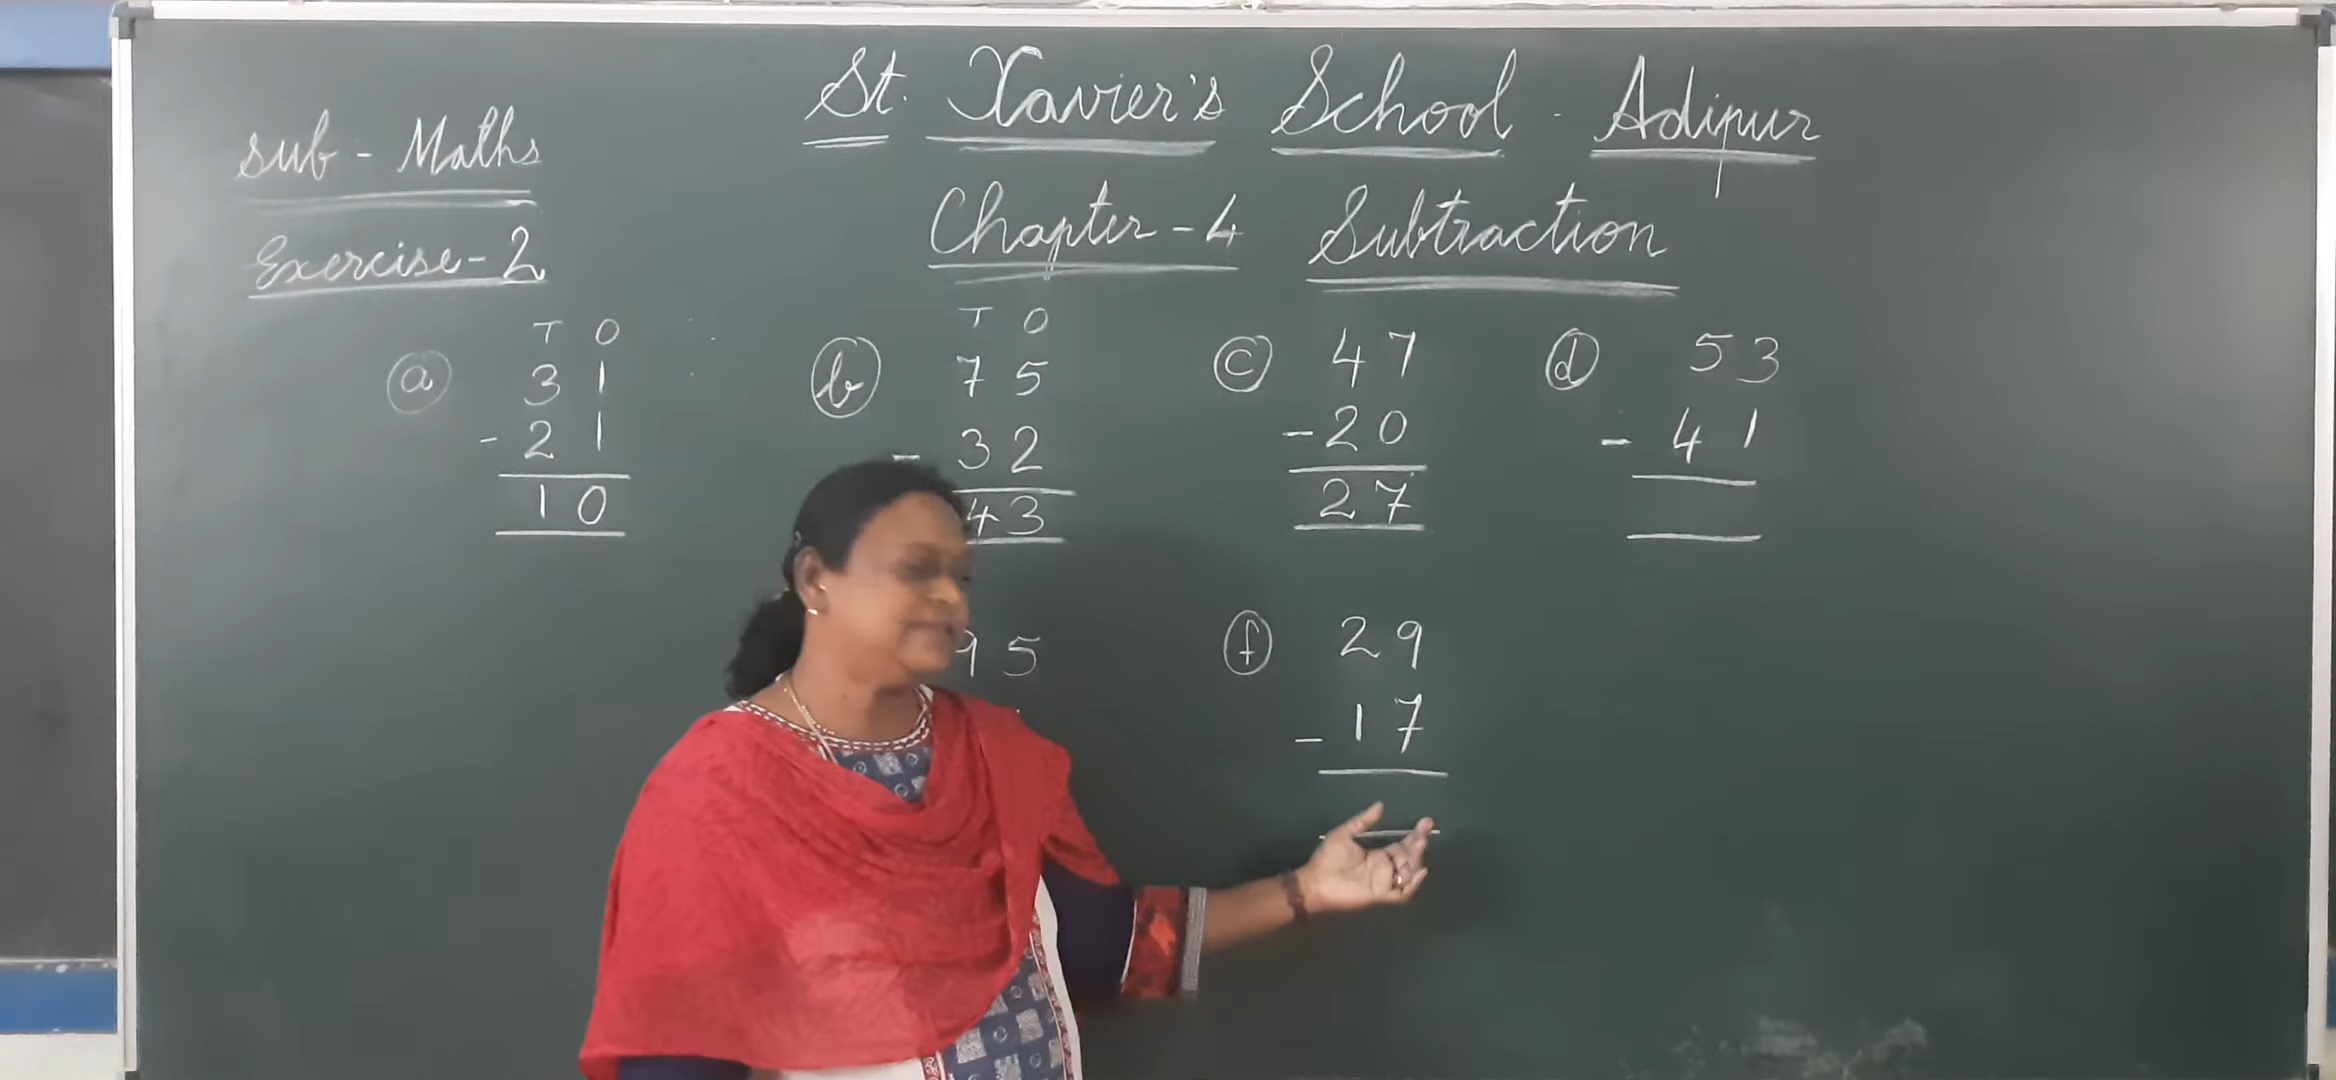 St. Xavier's School - Adipur
sub - Maths
Chapter - 4 Subtraction
Exercise - 2
a
T O
3 1
- 2 1
1 0
b
T O
7 5
- 3 2
4 3
c
4 7
- 2 0
2 7
d
5 3
- 4 1
9 5
f
2 9
- 1 7